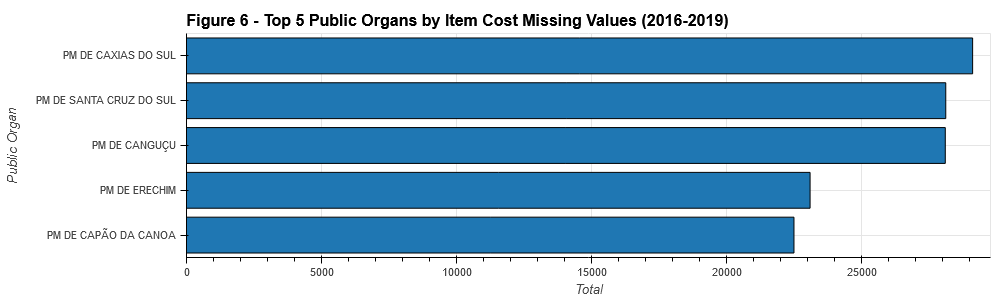 Figure 6 - Top 5 Public Organs by Item Cost Missing Values (2016-2019)
PM DE CAXIAS DO SUL
PM DE SANTA CRUZ DO SUL
PM DE CANGUÇU
PM DE ERECHIM
PM DE CAPÃO DA CANOA
Public Organ
0 5000 10000 15000 20000 25000
Total